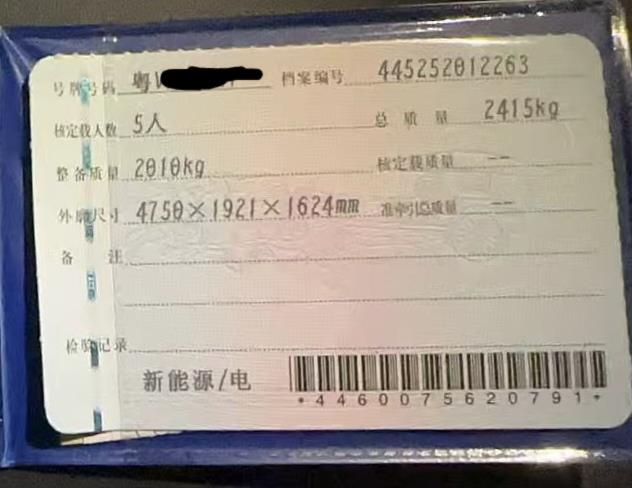 号牌号码 粤 档案编号 445252012263
核定载人数 5人 总质量 2415kg
整备质量 2010kg 核定载质量 --
外廓尺寸 4750×1921×1624mm 准牵引总质量 --
备注
检验记录
新能源/电
*4460075620791*